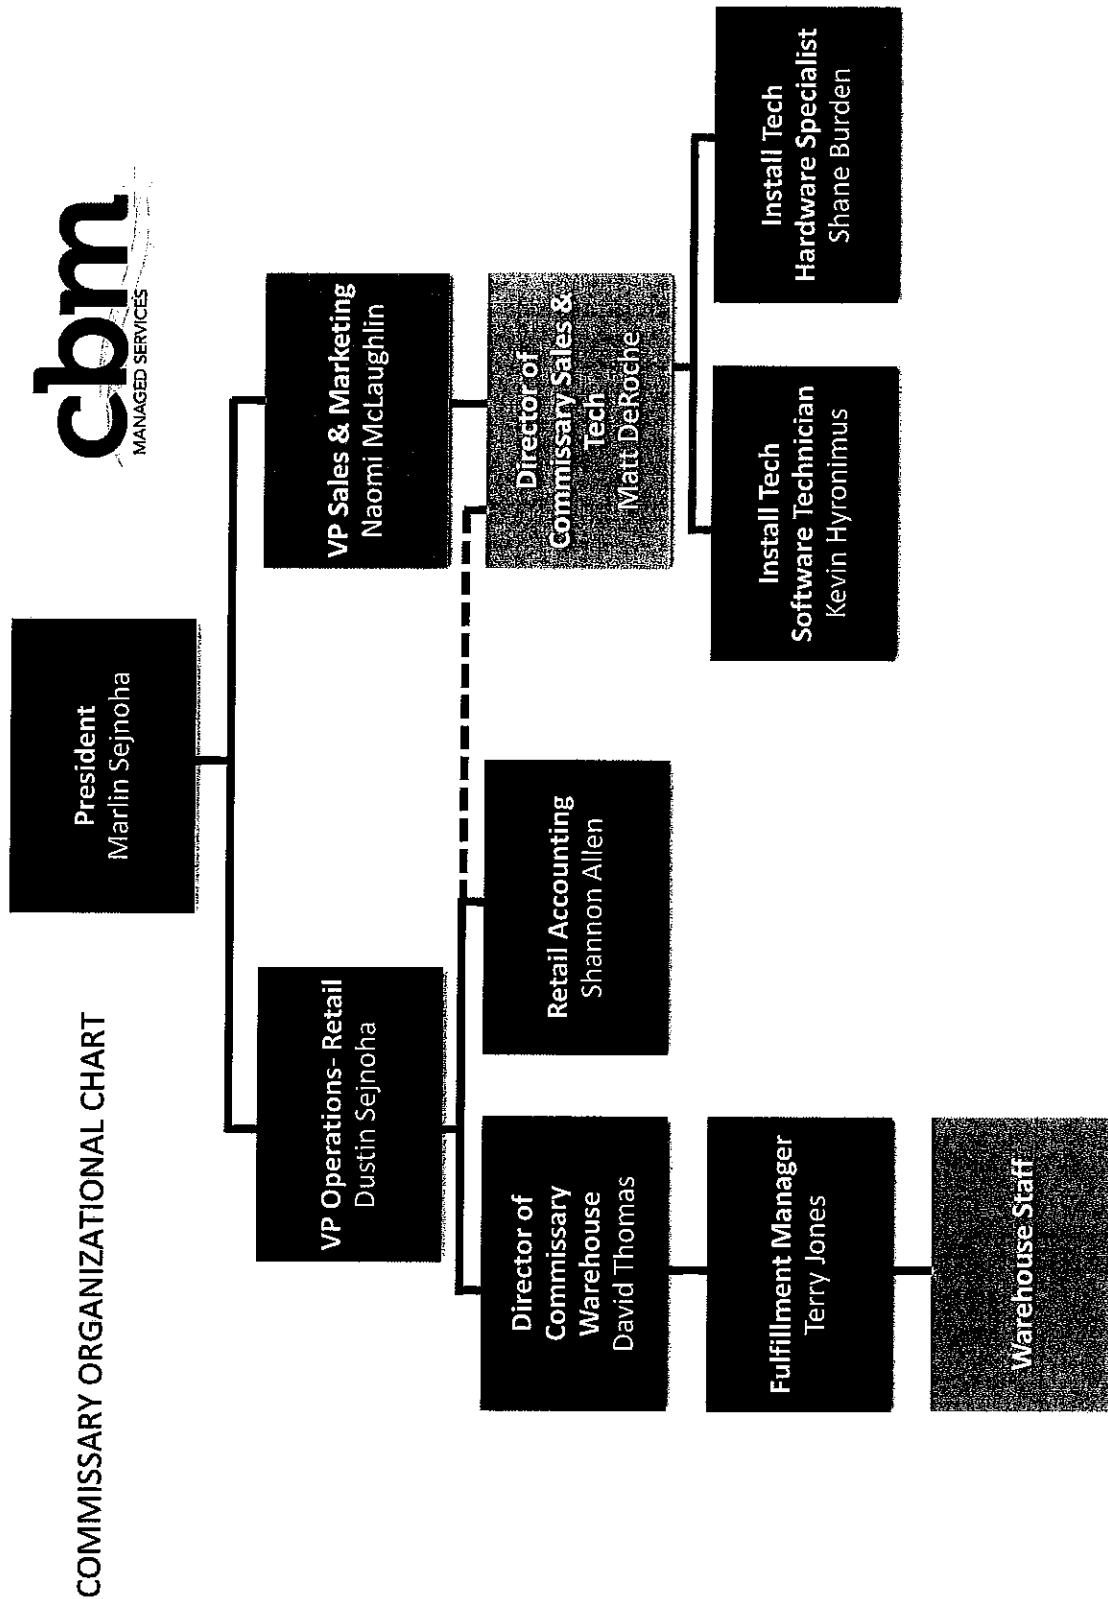 COMMISSARY ORGANIZATIONAL CHART
cbm
MANAGED SERVICES
President
Marlin Sejnoha
VP Operations- Retail
Dustin Sejnoha
VP Sales & Marketing
Naomi McLaughlin
Director of
Commissary
Warehouse
David Thomas
Retail Accounting
Shannon Allen
Director of
Commissary Sales &
Tech
Matt DeRoche
Fulfillment Manager
Terry Jones
Install Tech
Software Technician
Kevin Hyronimus
Install Tech
Hardware Specialist
Shane Burden
Warehouse Staff